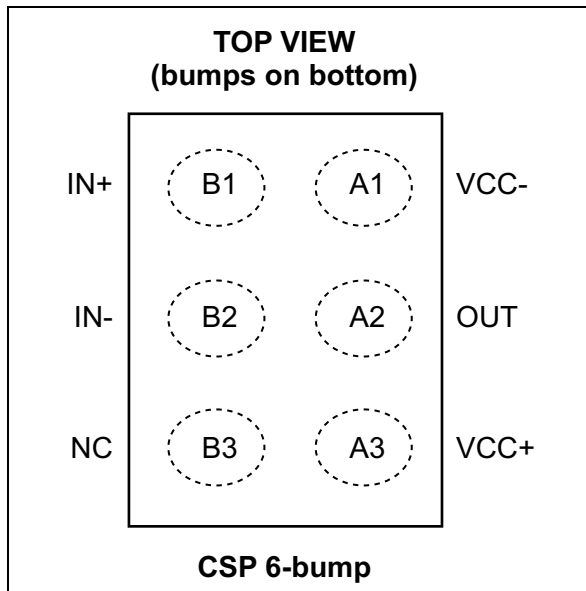 TOP VIEW
(bumps on bottom)
IN+ B1 A1 VCC-
IN- B2 A2 OUT
NC B3 A3 VCC+
CSP 6-bump